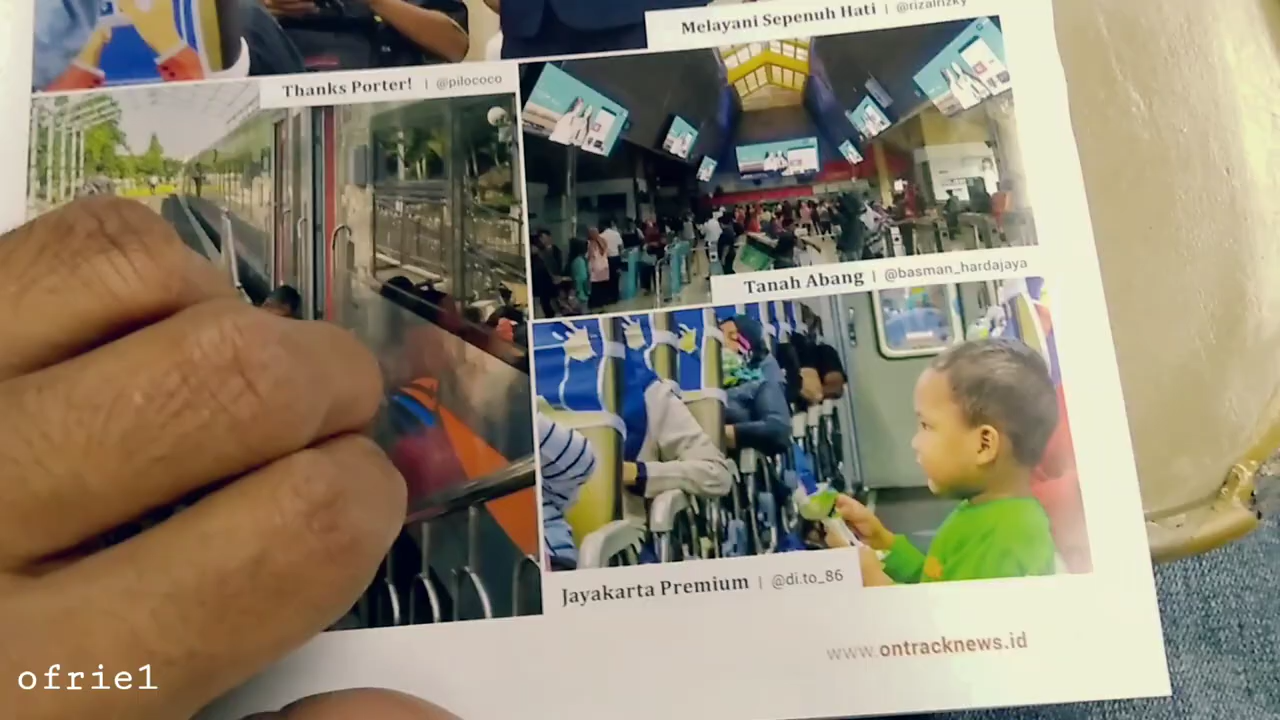 Melayani Sepenuh Hati | @rizalrizky
Thanks Porter! | @pilococo
Tanah Abang | @basman_hardajaya
Jayakarta Premium | @di.to_86
www.ontracknews.id
ofrie1